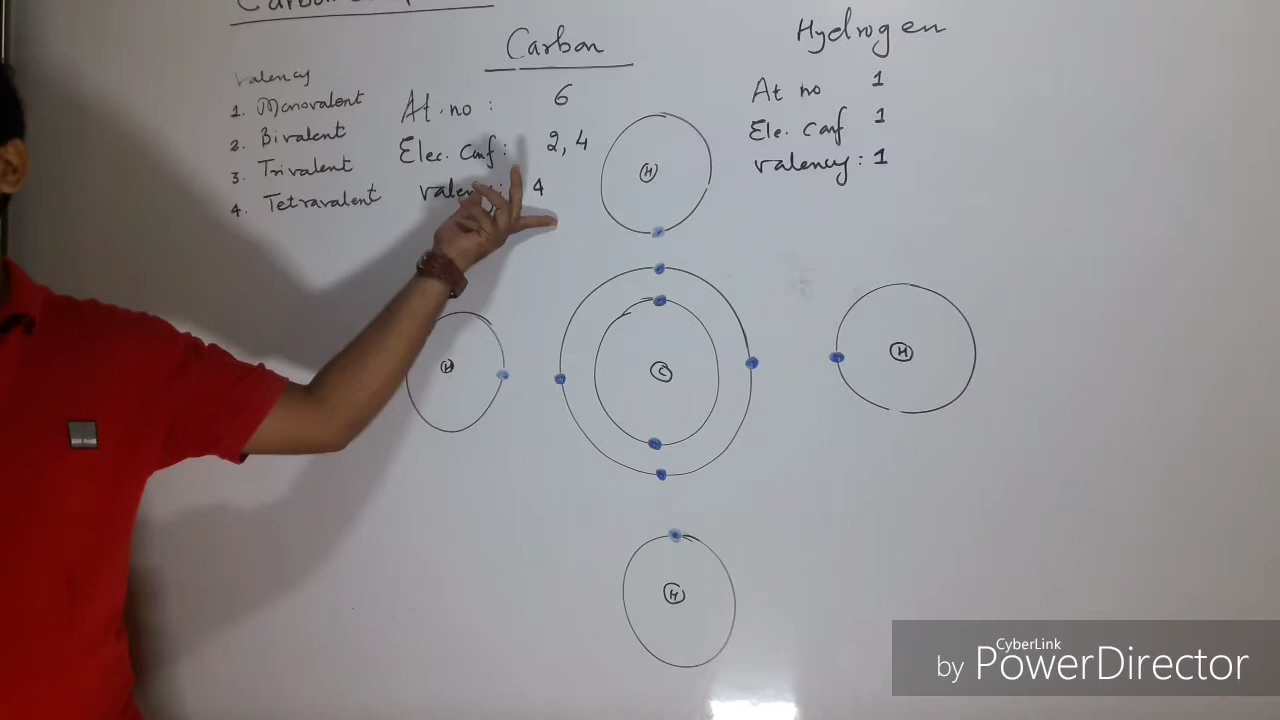 Carbon
Hydrogen
Valency
1. Monovalent
2. Bivalent
3. Trivalent
4. Tetravalent
At. no : 6
Elec. Conf : 2, 4
valency: 4
At no 1
Ele. Conf 1
valency: 1
H
H
C
H
H
CyberLink
by PowerDirector